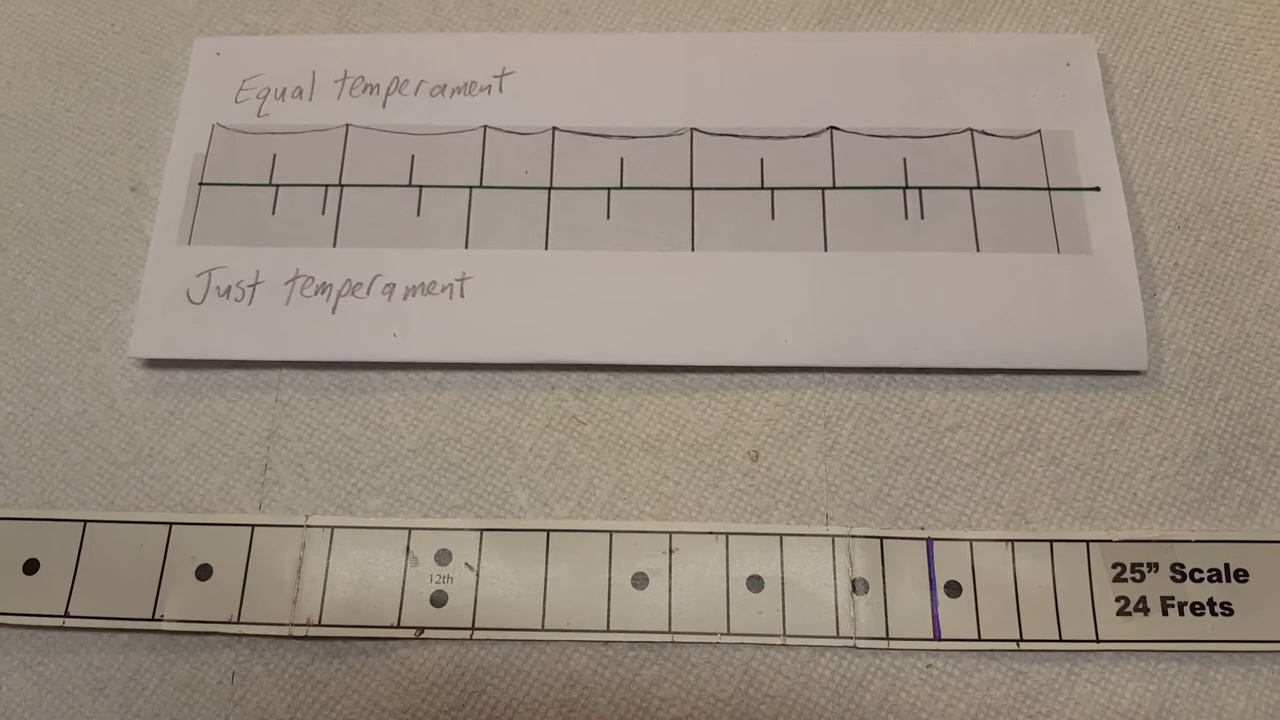 Equal temperament
Just temperament
12th
25” Scale
24 Frets